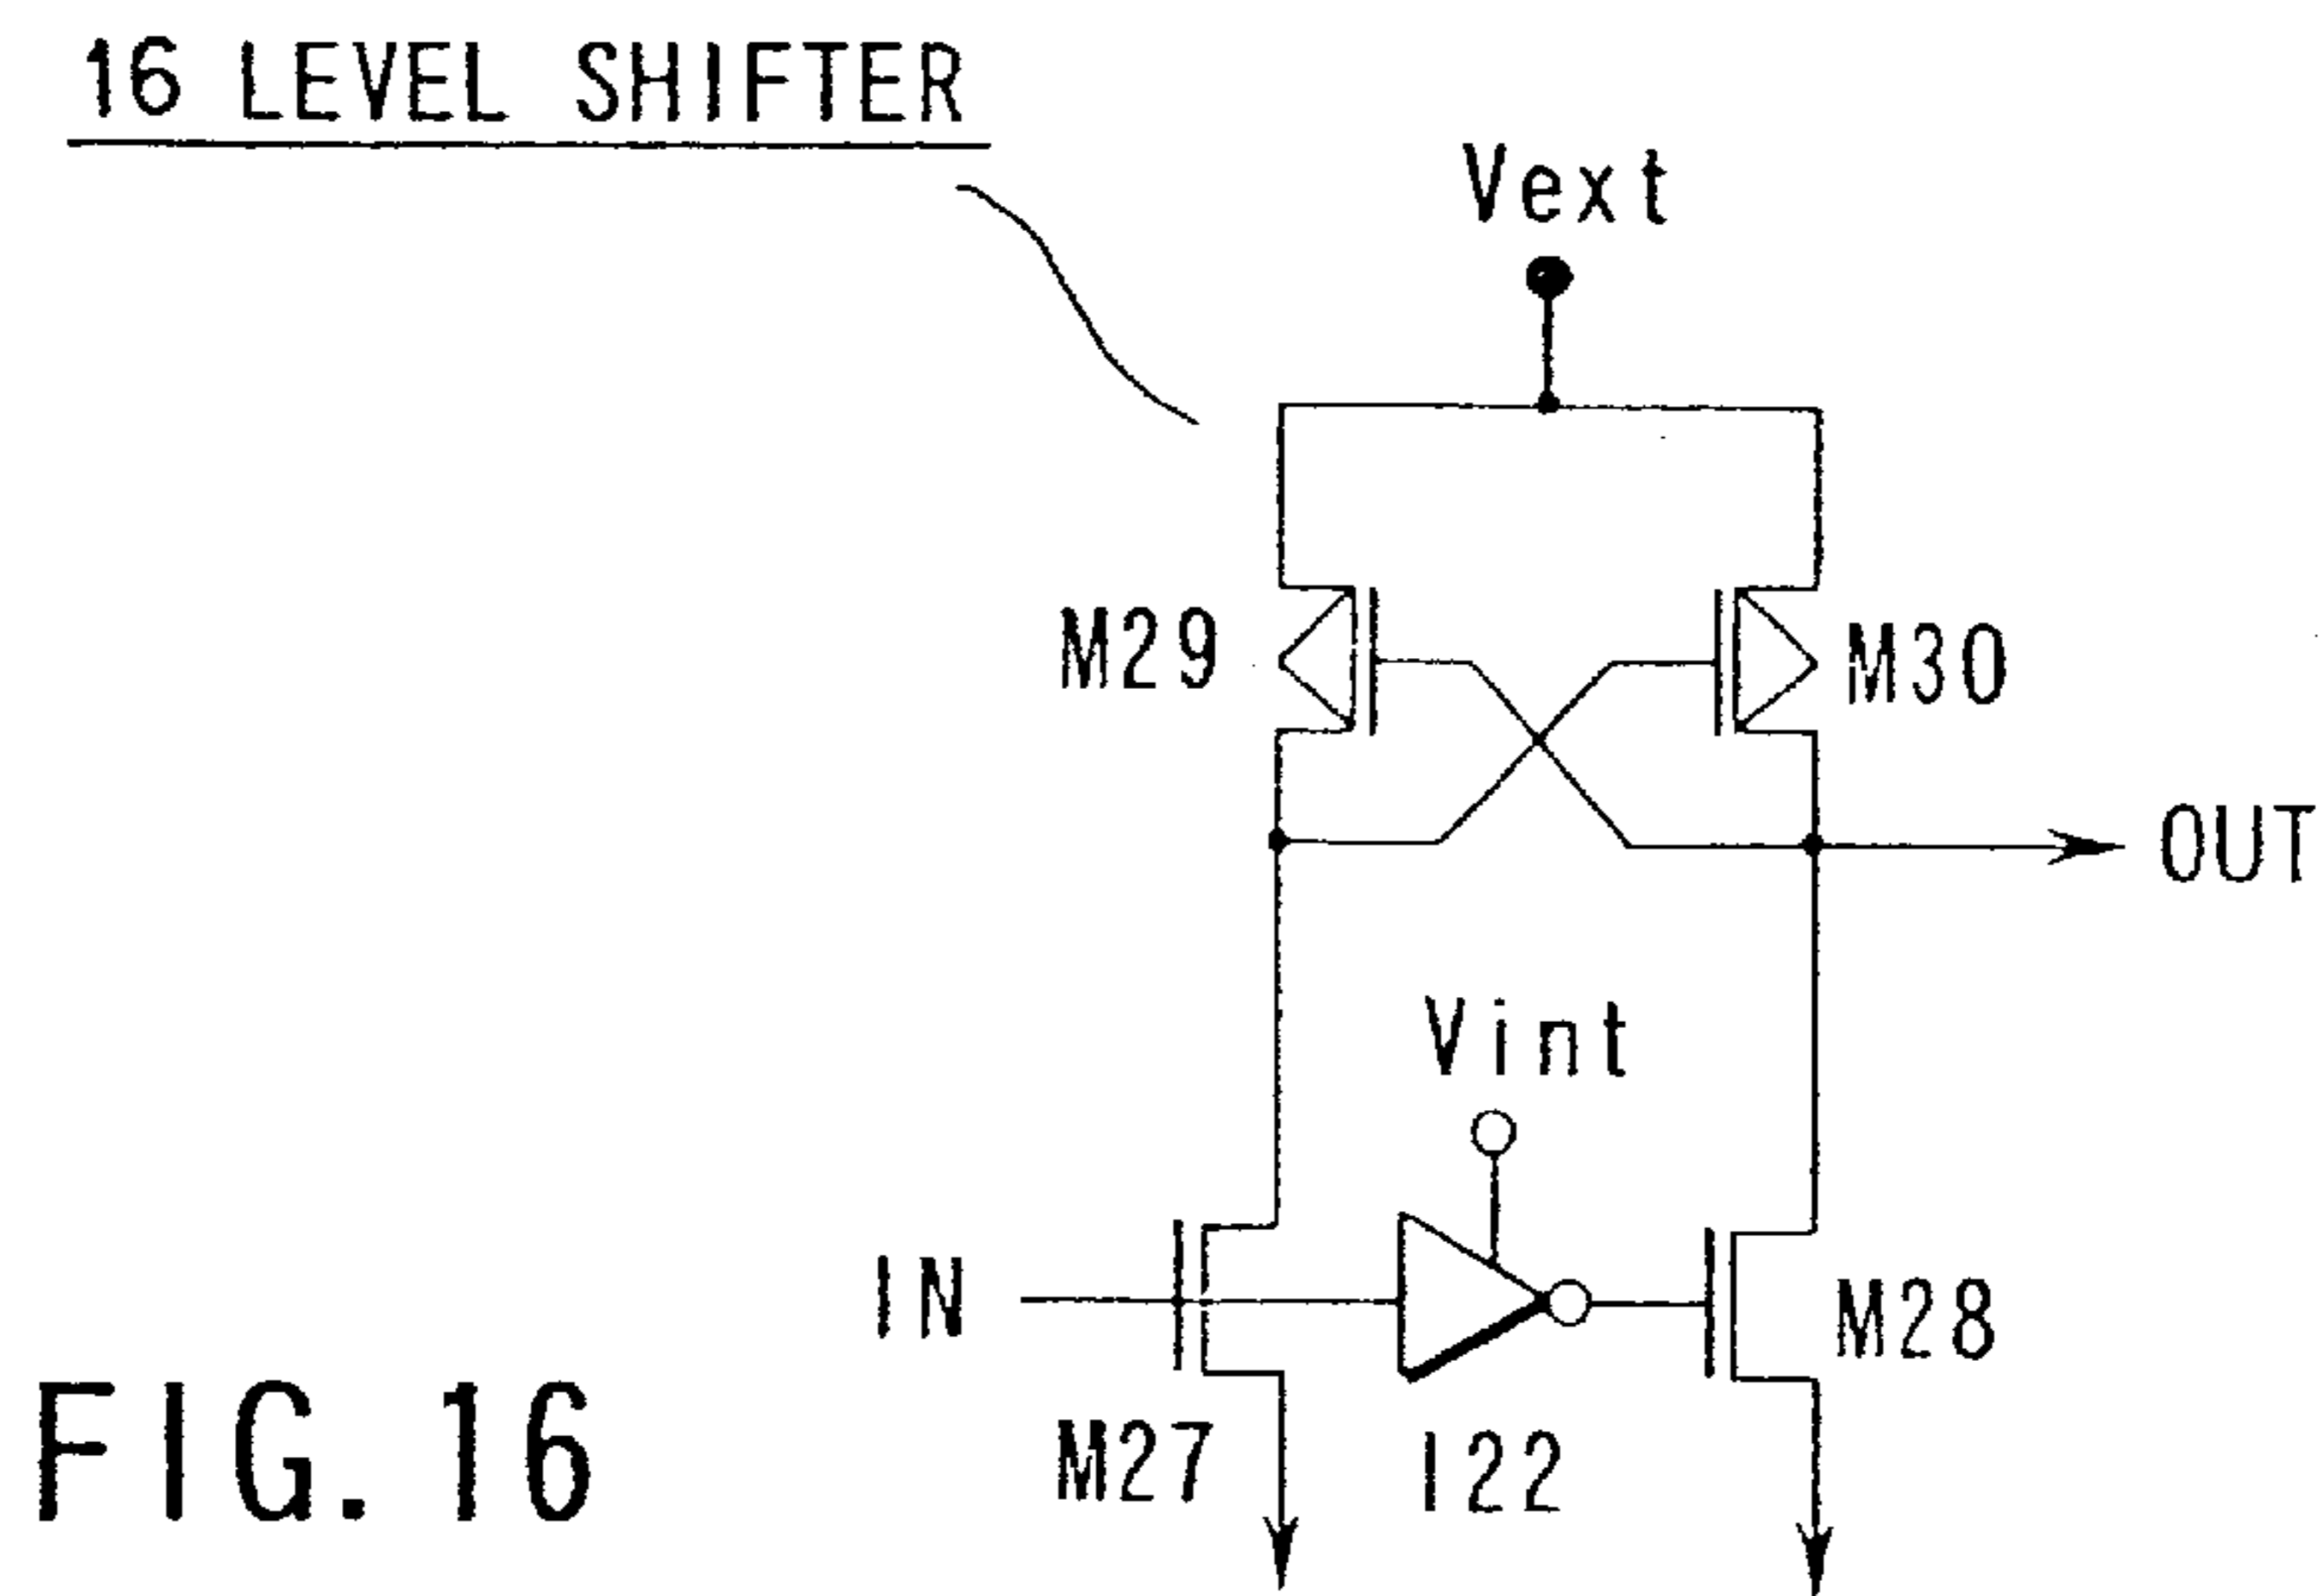 16 LEVEL SHIFTER
Vext
M29
M30
OUT
Vint
IN
M28
M27
I22
FIG.16